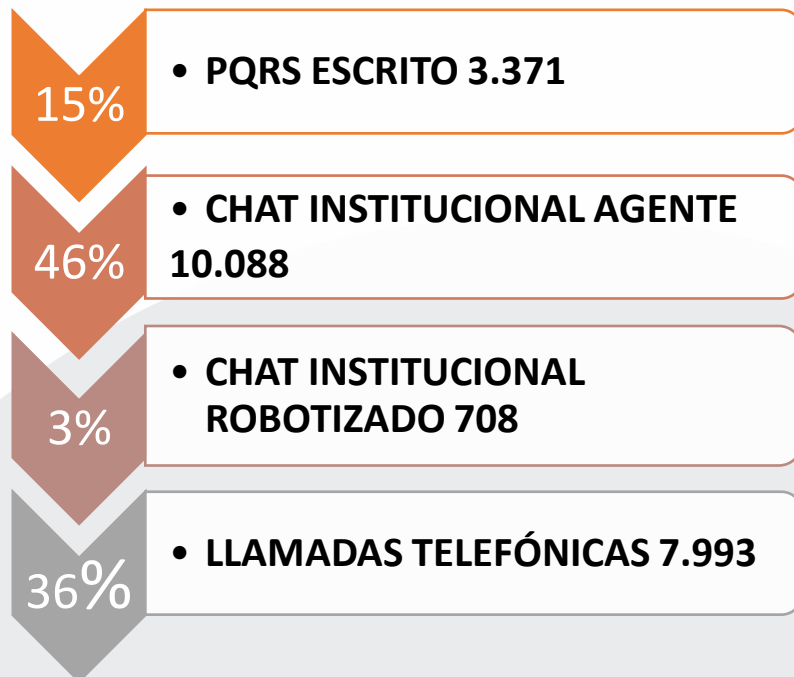 15%
• PQRS ESCRITO 3.371
46%
• CHAT INSTITUCIONAL AGENTE
10.088
3%
• CHAT INSTITUCIONAL
ROBOTIZADO 708
36%
• LLAMADAS TELEFÓNICAS 7.993